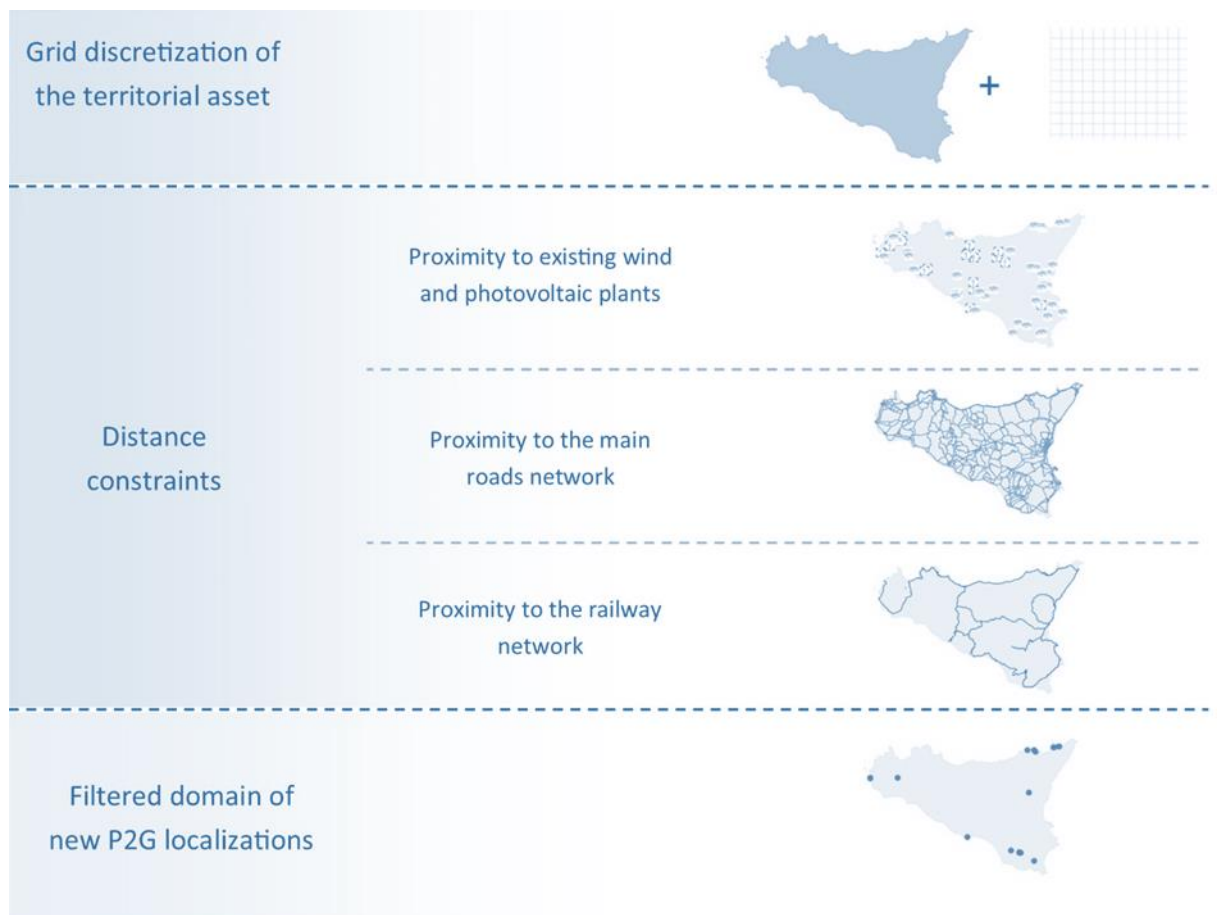 Grid discretization of
the territorial asset
+
Proximity to existing wind
and photovoltaic plants
Distance
constraints
Proximity to the main
roads network
Proximity to the railway
network
Filtered domain of
new P2G localizations